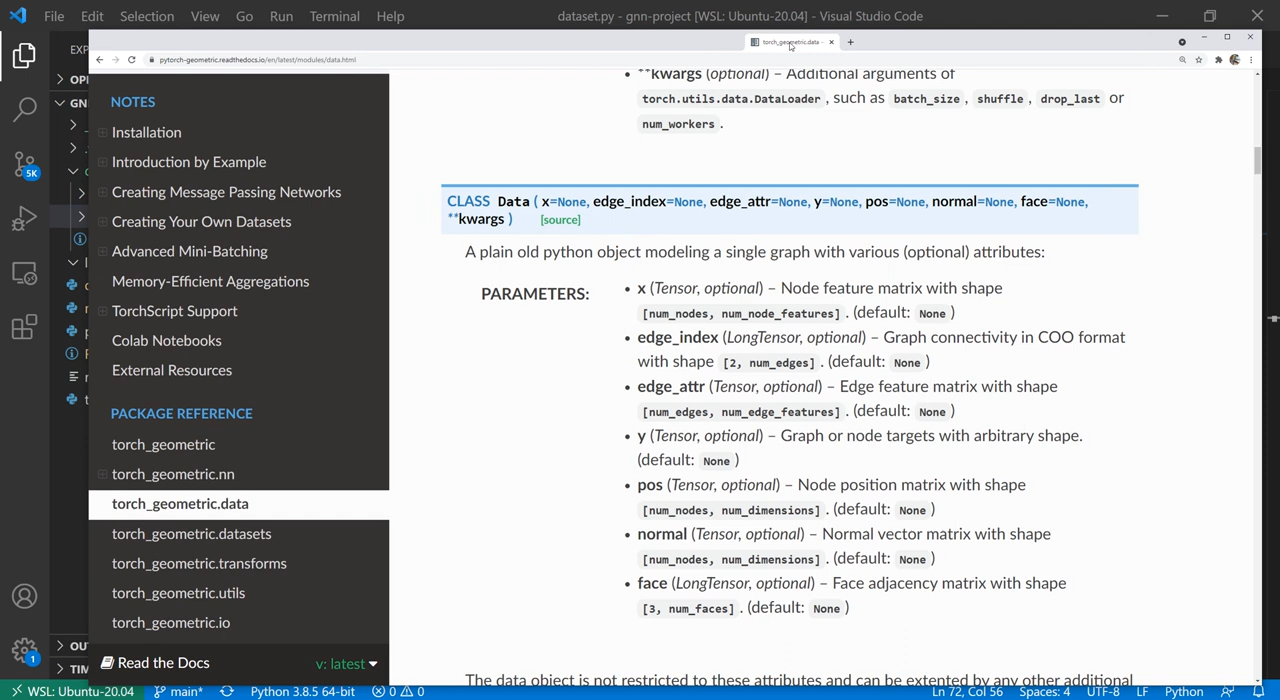 File Edit Selection View Go Run Terminal Help
dataset.py - gnn-project [WSL: Ubuntu-20.04] - Visual Studio Code
EXP
torch_geometric.data
pytorch-geometric.readthedocs.io/en/latest/modules/data.html
OP
GN
5K
NOTES
Installation
Introduction by Example
Creating Message Passing Networks
Creating Your Own Datasets
Advanced Mini-Batching
Memory-Efficient Aggregations
TorchScript Support
Colab Notebooks
External Resources
PACKAGE REFERENCE
torch_geometric
torch_geometric.nn
torch_geometric.data
torch_geometric.datasets
torch_geometric.transforms
torch_geometric.utils
torch_geometric.io
Read the Docs v: latest
**kwargs (optional) – Additional arguments of
torch.utils.data.DataLoader, such as batch_size, shuffle, drop_last or
num_workers.
CLASS Data ( x=None, edge_index=None, edge_attr=None, y=None, pos=None, normal=None, face=None,
**kwargs ) [source]
A plain old python object modeling a single graph with various (optional) attributes:
PARAMETERS:
• x (Tensor, optional) – Node feature matrix with shape
[num_nodes, num_node_features]. (default: None)
• edge_index (LongTensor, optional) – Graph connectivity in COO format
with shape [2, num_edges]. (default: None)
• edge_attr (Tensor, optional) – Edge feature matrix with shape
[num_edges, num_edge_features]. (default: None)
• y (Tensor, optional) – Graph or node targets with arbitrary shape.
(default: None)
• pos (Tensor, optional) – Node position matrix with shape
[num_nodes, num_dimensions]. (default: None)
• normal (Tensor, optional) – Normal vector matrix with shape
[num_nodes, num_dimensions]. (default: None)
• face (LongTensor, optional) – Face adjacency matrix with shape
[3, num_faces]. (default: None)
The data object is not restricted to these attributes and can be extented by any other additional
OU
TIM
1
WSL: Ubuntu-20.04 main* Python 3.8.5 64-bit 0 0 Ln 72, Col 56 Spaces: 4 UTF-8 LF Python